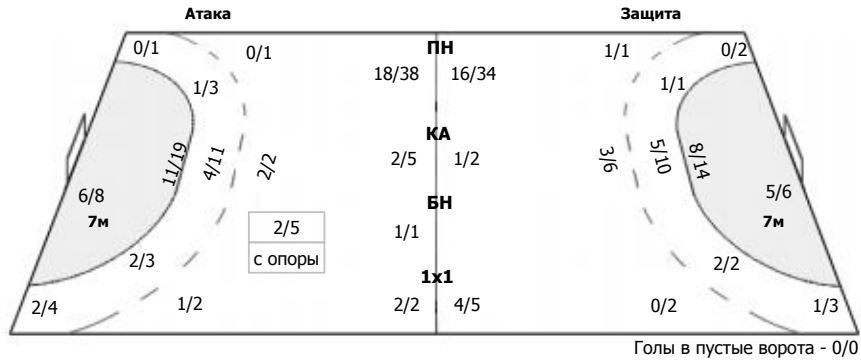 Атака
Защита
0/1
0/1
ПН
1/1
0/2
18/38
16/34
1/3
1/1
КА
11/19
4/11
2/2
2/5
1/2
3/6
5/10
8/14
6/8
7м
БН
5/6
7м
2/5
с опоры
1/1
2/3
2/2
1x1
2/4
1/2
2/2
4/5
0/2
1/3
Голы в пустые ворота - 0/0